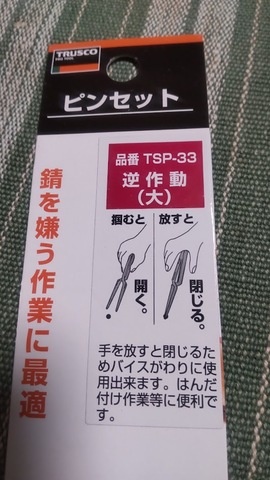 TRUSCO
ピンセット
品番 TSP-33
逆作動
(大)
錆を嫌う作業に最適
掴むと
開く。
放すと
閉じる。
手を放すと閉じるた
めバイスがわりに使
用出来ます。はんだ
付け作業等に便利で
す。